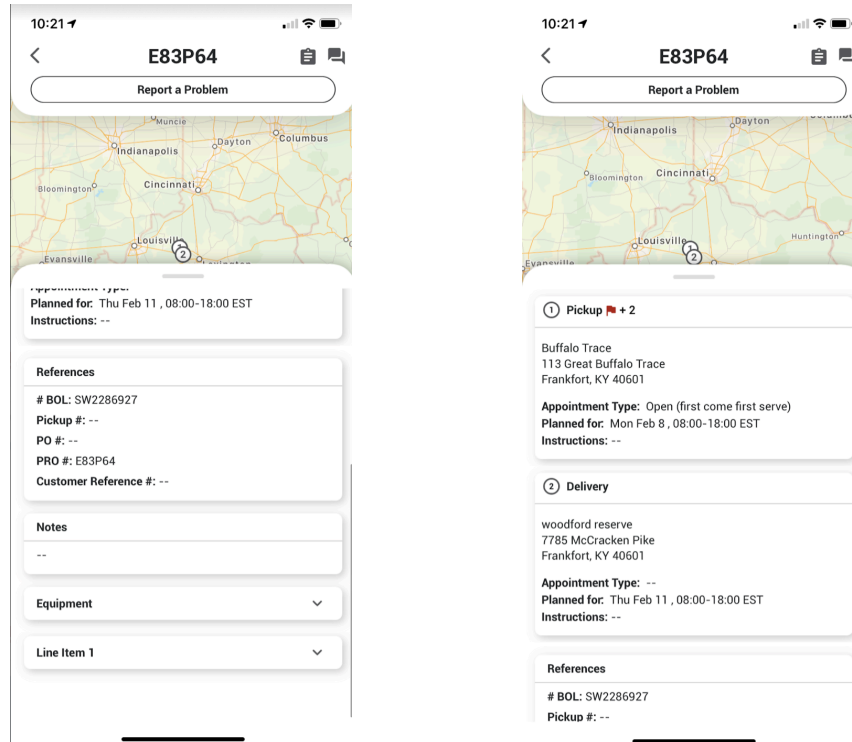 10:21
E83P64
Report a Problem
Muncie
Indianapolis
Dayton
Columbus
Bloomington
Cincinnati
Louisville
2
Evansville
Appointment Type:
Planned for: Thu Feb 11 , 08:00-18:00 EST
Instructions: --
References
# BOL: SW2286927
Pickup #: --
PO #: --
PRO #: E83P64
Customer Reference #: --
Notes
--
Equipment
Line Item 1
10:21
E83P64
Report a Problem
Indianapolis
Dayton
Bloomington
Cincinnati
Louisville
1
2
Huntington
Evansville
1 Pickup + 2
Buffalo Trace
113 Great Buffalo Trace
Frankfort, KY 40601
Appointment Type: Open (first come first serve)
Planned for: Mon Feb 8 , 08:00-18:00 EST
Instructions: --
2 Delivery
woodford reserve
7785 McCracken Pike
Frankfort, KY 40601
Appointment Type: --
Planned for: Thu Feb 11 , 08:00-18:00 EST
Instructions: --
References
# BOL: SW2286927
Pickup #: --